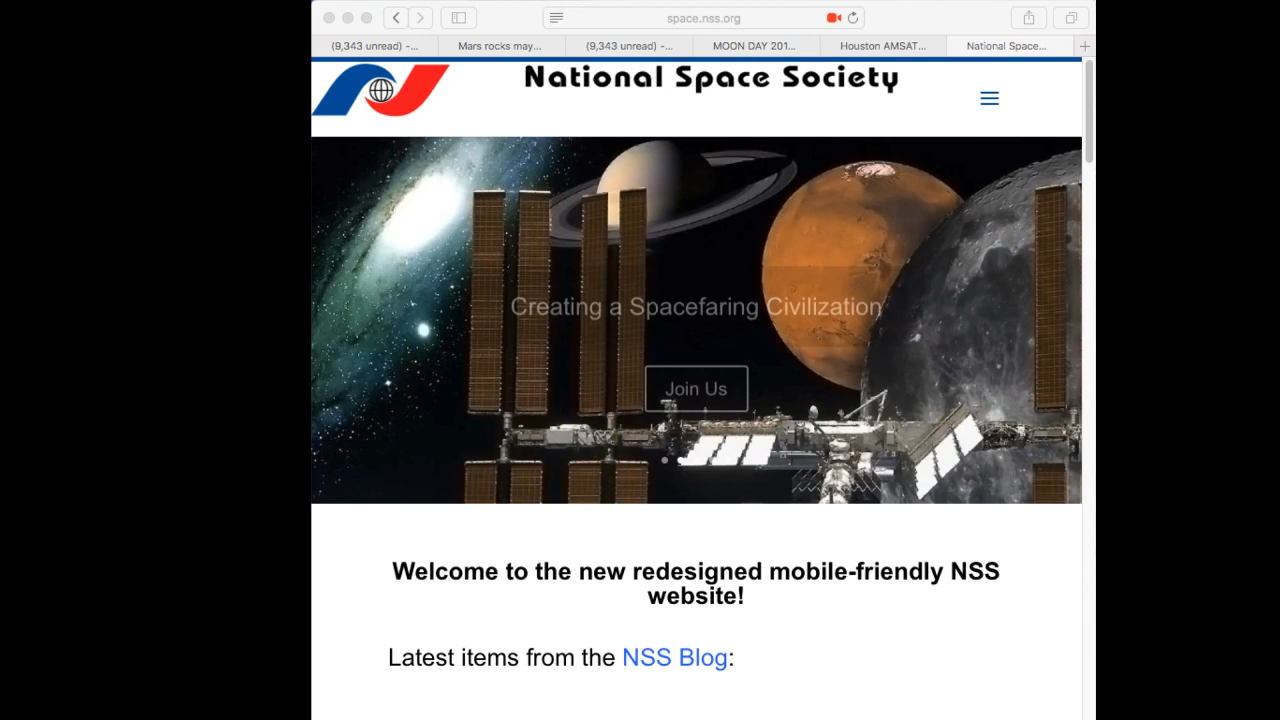 space.nss.org
(9,343 unread) -...
Mars rocks may...
(9,343 unread) -...
MOON DAY 201...
Houston AMSAT...
National Space...
National Space Society
Creating a Spacefaring Civilization
Join Us
Welcome to the new redesigned mobile-friendly NSS
website!
Latest items from the NSS Blog: